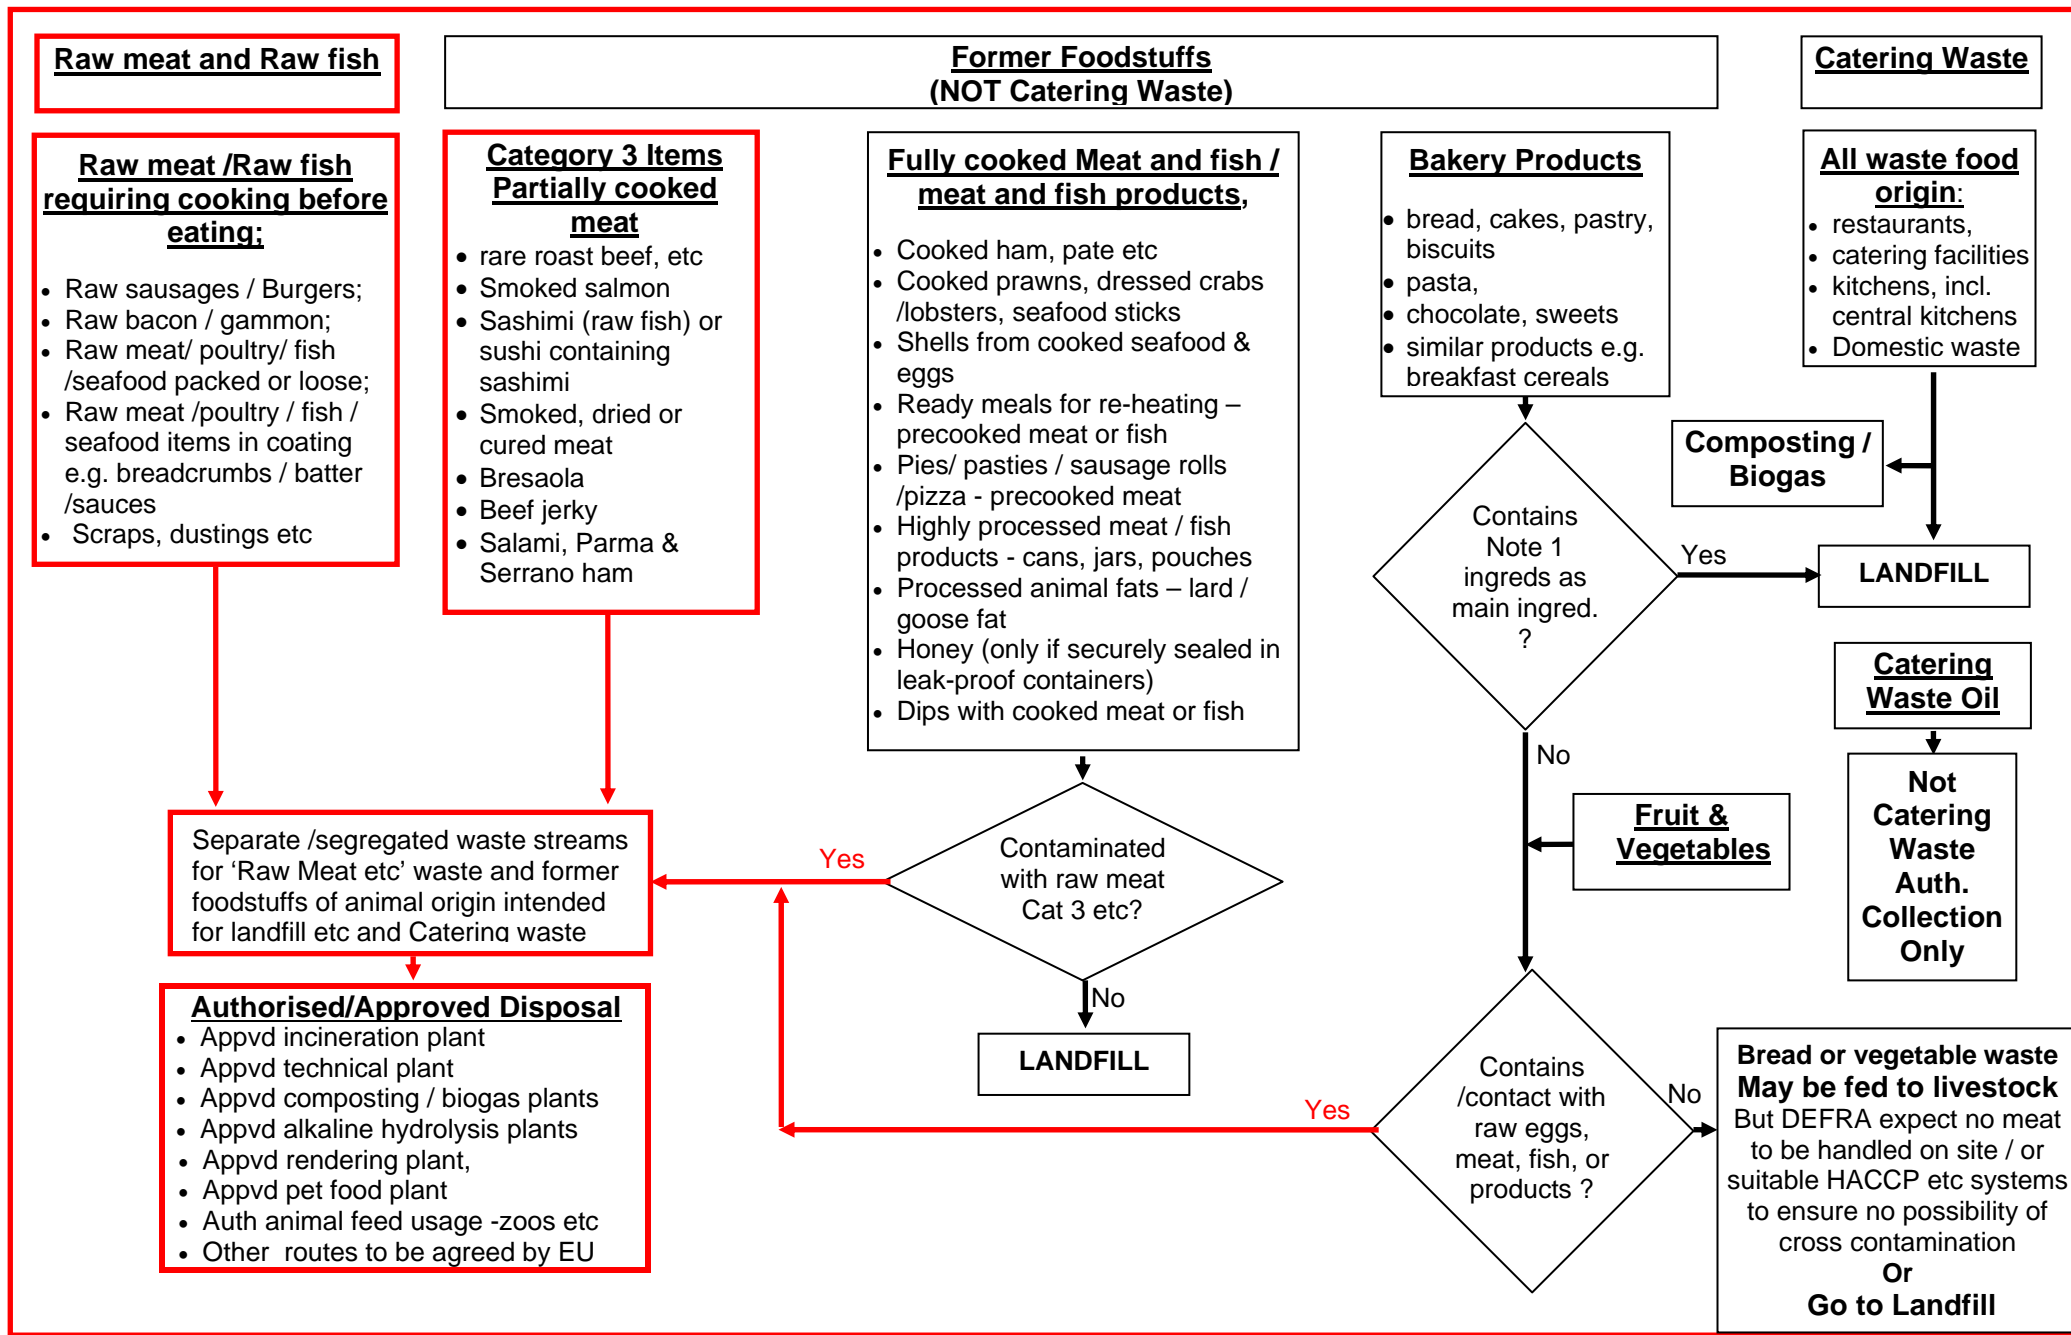 Raw meat and Raw fish
Former Foodstuffs
(NOT Catering Waste)
Catering Waste
Raw meat /Raw fish
requiring cooking before
eating;
• Raw sausages / Burgers;
• Raw bacon / gammon;
• Raw meat/ poultry/ fish
/seafood packed or loose;
• Raw meat /poultry / fish /
seafood items in coating
e.g. breadcrumbs / batter
/sauces
• Scraps, dustings etc
Category 3 Items
Partially cooked
meat
• rare roast beef, etc
• Smoked salmon
• Sashimi (raw fish) or
sushi containing
sashimi
• Smoked, dried or
cured meat
• Bresaola
• Beef jerky
• Salami, Parma &
Serrano ham
Fully cooked Meat and fish /
meat and fish products,
• Cooked ham, pate etc
• Cooked prawns, dressed crabs
/lobsters, seafood sticks
• Shells from cooked seafood &
eggs
• Ready meals for re-heating –
precooked meat or fish
• Pies/ pasties / sausage rolls
/pizza - precooked meat
• Highly processed meat / fish
products - cans, jars, pouches
• Processed animal fats – lard /
goose fat
• Honey (only if securely sealed in
leak-proof containers)
• Dips with cooked meat or fish
Bakery Products
• bread, cakes, pastry,
biscuits
• pasta,
• chocolate, sweets
• similar products e.g.
breakfast cereals
All waste food
origin:
• restaurants,
• catering facilities
• kitchens, incl.
central kitchens
• Domestic waste
Composting /
Biogas
Contains
Note 1
ingreds as
main ingred.
?
Yes
LANDFILL
No
Catering
Waste Oil
Not
Catering
Waste
Auth.
Collection
Only
Fruit &
Vegetables
Separate /segregated waste streams
for ‘Raw Meat etc’ waste and former
foodstuffs of animal origin intended
for landfill etc and Catering waste
Yes
Contaminated
with raw meat
Cat 3 etc?
No
LANDFILL
Authorised/Approved Disposal
• Appvd incineration plant
• Appvd technical plant
• Appvd composting / biogas plants
• Appvd alkaline hydrolysis plants
• Appvd rendering plant,
• Appvd pet food plant
• Auth animal feed usage -zoos etc
• Other routes to be agreed by EU
Yes
Contains
/contact with
raw eggs,
meat, fish, or
products ?
No
Bread or vegetable waste
May be fed to livestock
But DEFRA expect no meat
to be handled on site / or
suitable HACCP etc systems
to ensure no possibility of
cross contamination
Or
Go to Landfill